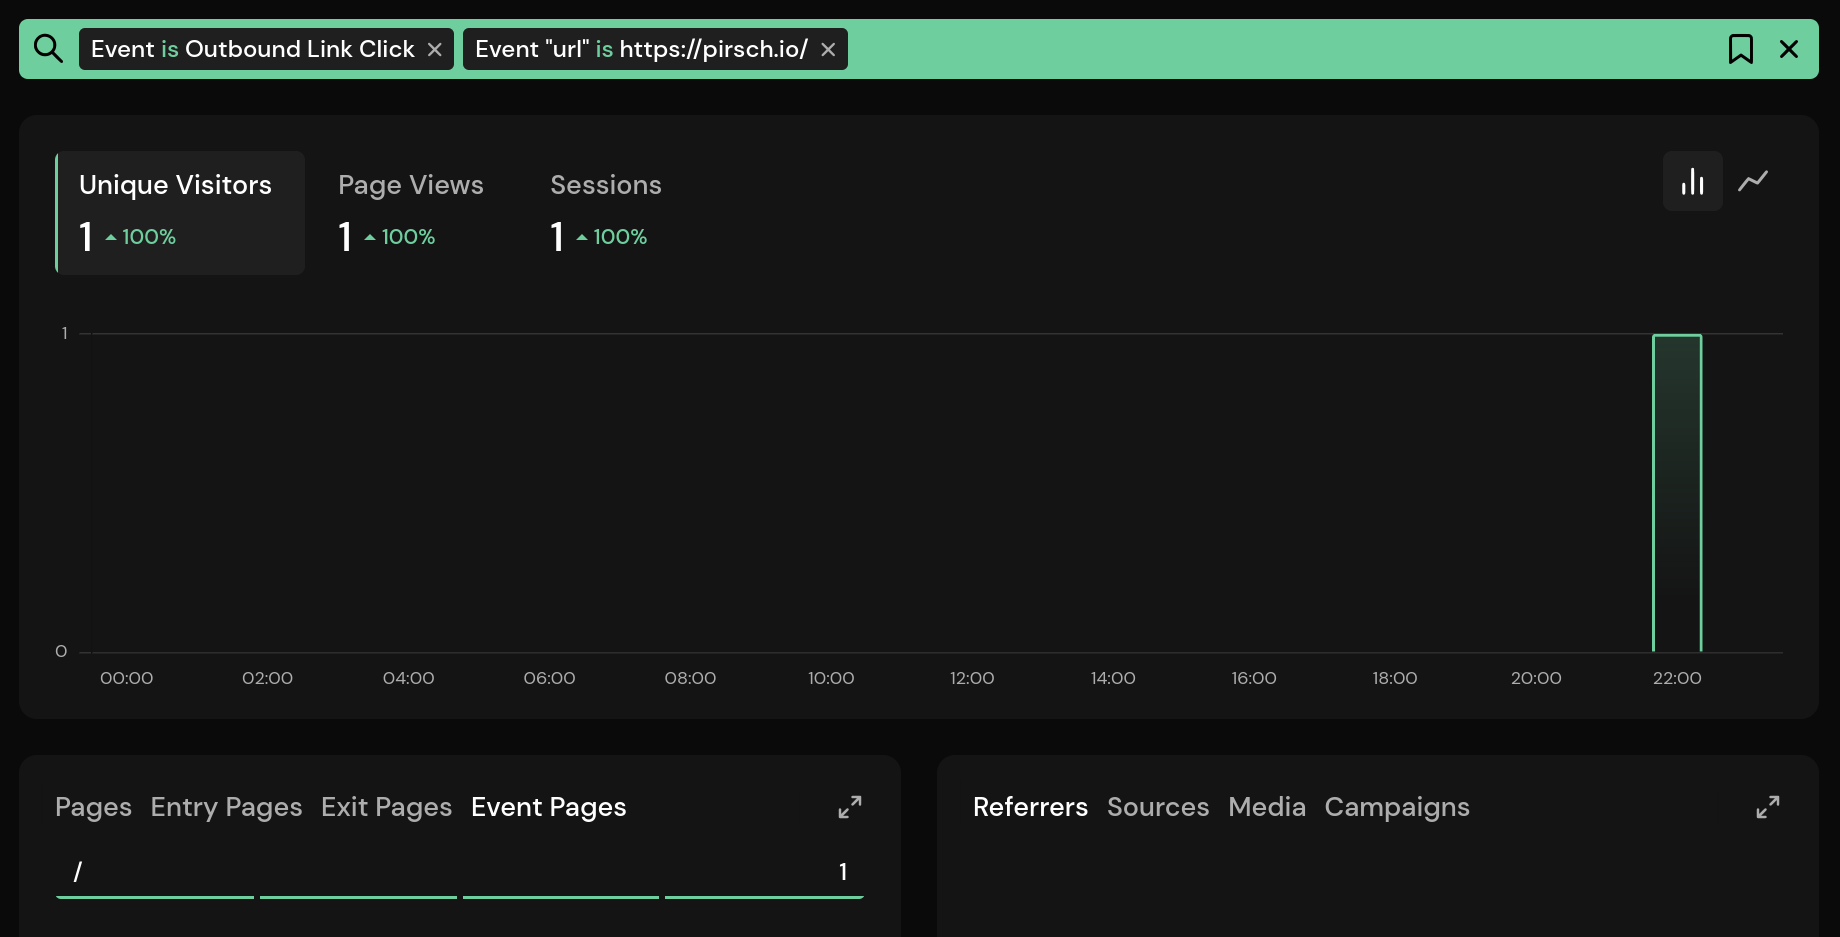 Event is Outbound Link Click Event "url" is https://pirsch.io/
Unique Visitors Page Views Sessions
1 100% 1 100% 1 100%
1
0
00:00 02:00 04:00 06:00 08:00 10:00 12:00 14:00 16:00 18:00 20:00 22:00
Pages Entry Pages Exit Pages Event Pages
/ 1
Referrers Sources Media Campaigns